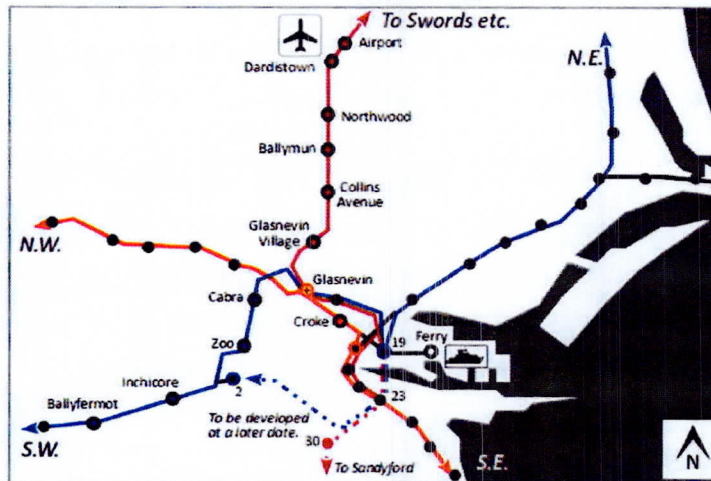 To Swords etc.
Airport
Dardistown
N.E.
Northwood
Ballymun
Collins
Avenue
Glasnevin
Village
N.W.
Glasnevin
Cabra
Croke
Zoo
19
Ferry
Inchicore
2
23
Ballyfermot
To be developed
at a later date.
30
S.W.
To Sandyford
S.E.
N